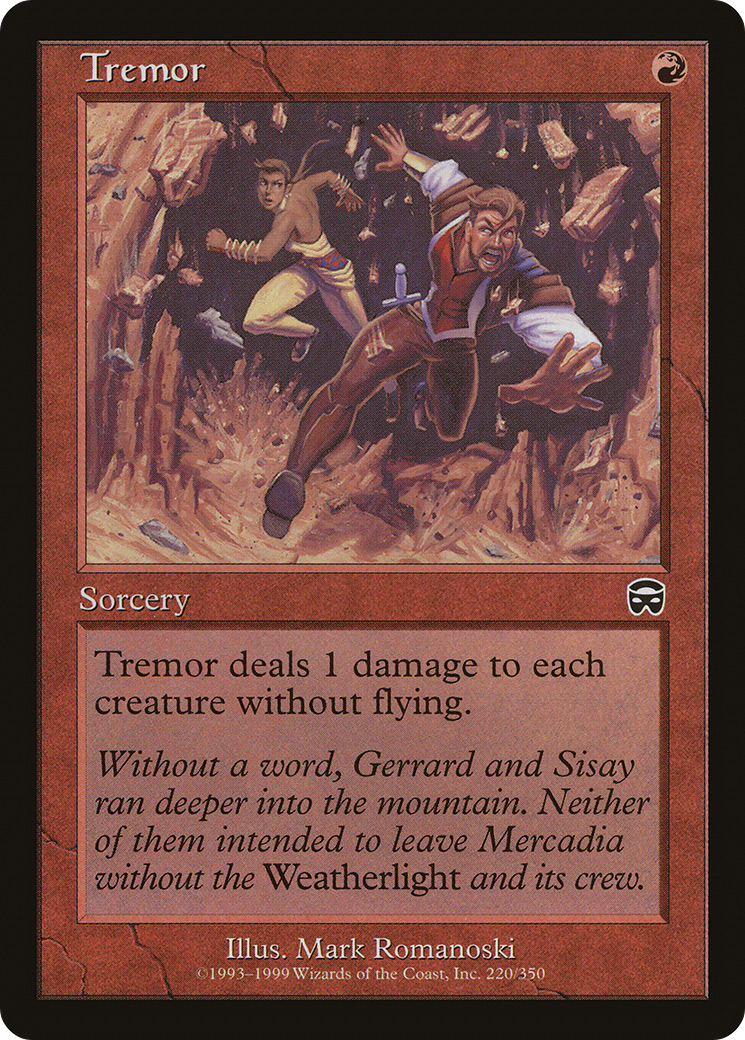 Tremor
Sorcery
Tremor deals 1 damage to each
creature without flying.
Without a word, Gerrard and Sisay
ran deeper into the mountain. Neither
of them intended to leave Mercadia
without the Weatherlight and its crew.
Illus. Mark Romanoski
©1993–1999 Wizards of the Coast, Inc. 220/350